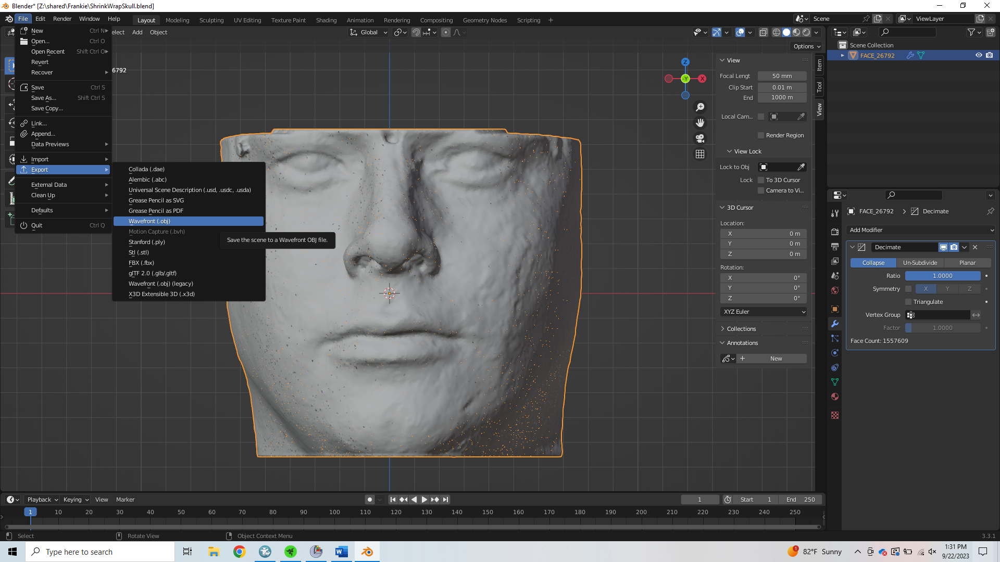 Blender* [Z:\shared\Frankie\ShrinkWrapSkull.blend]
File Edit Render Window Help
Layout Modeling Sculpting UV Editing Texture Paint Shading Animation Rendering Compositing Geometry Nodes Scripting +
Scene
ViewLayer
elect Add Object
Global
Options
6792
New Ctrl N
Open... Ctrl O
Open Recent Shift Ctrl O
Revert
Recover
Save Ctrl S
Save As... Shift Ctrl S
Save Copy...
Link...
Append...
Data Previews
Import
Export
External Data
Clean Up
Defaults
Quit Ctrl Q
Collada (.dae)
Alembic (.abc)
Universal Scene Description (.usd, .usdc, .usda)
Grease Pencil as SVG
Grease Pencil as PDF
Wavefront (.obj)
Motion Capture (.bvh)
Stanford (.ply)
Stl (.stl)
FBX (.fbx)
glTF 2.0 (.glb/.gltf)
Wavefront (.obj) (legacy)
X3D Extensible 3D (.x3d)
Save the scene to a Wavefront OBJ file.
Z
-Y
X
View
Focal Lengt 50 mm
Clip Start 0.01 m
End 1000 m
Local Cam...
Render Region
View Lock
Lock to Obj
Lock To 3D Cursor
Camera to Vi...
3D Cursor
Location:
X 0 m
Y 0 m
Z 0 m
Rotation:
X 0°
Y 0°
Z 0°
XYZ Euler
Collections
Annotations
+ New
Item
Tool
View
Scene Collection
FACE_26792
FACE_26792 Decimate
Add Modifier
Decimate
Collapse Un-Subdivide Planar
Ratio 1.0000
Symmetry X Y Z
Triangulate
Vertex Group
Factor 1.0000
Face Count: 1557609
Playback Keying View Marker
1 Start 1 End 250
1 10 20 30 40 50 60 70 80 90 100 110 120 130 140 150 160 170 180 190 200 210 220 230 240 250
Select Rotate View Object Context Menu
3.3.1
Type here to search
1
82°F Sunny
1:31 PM
9/22/2023